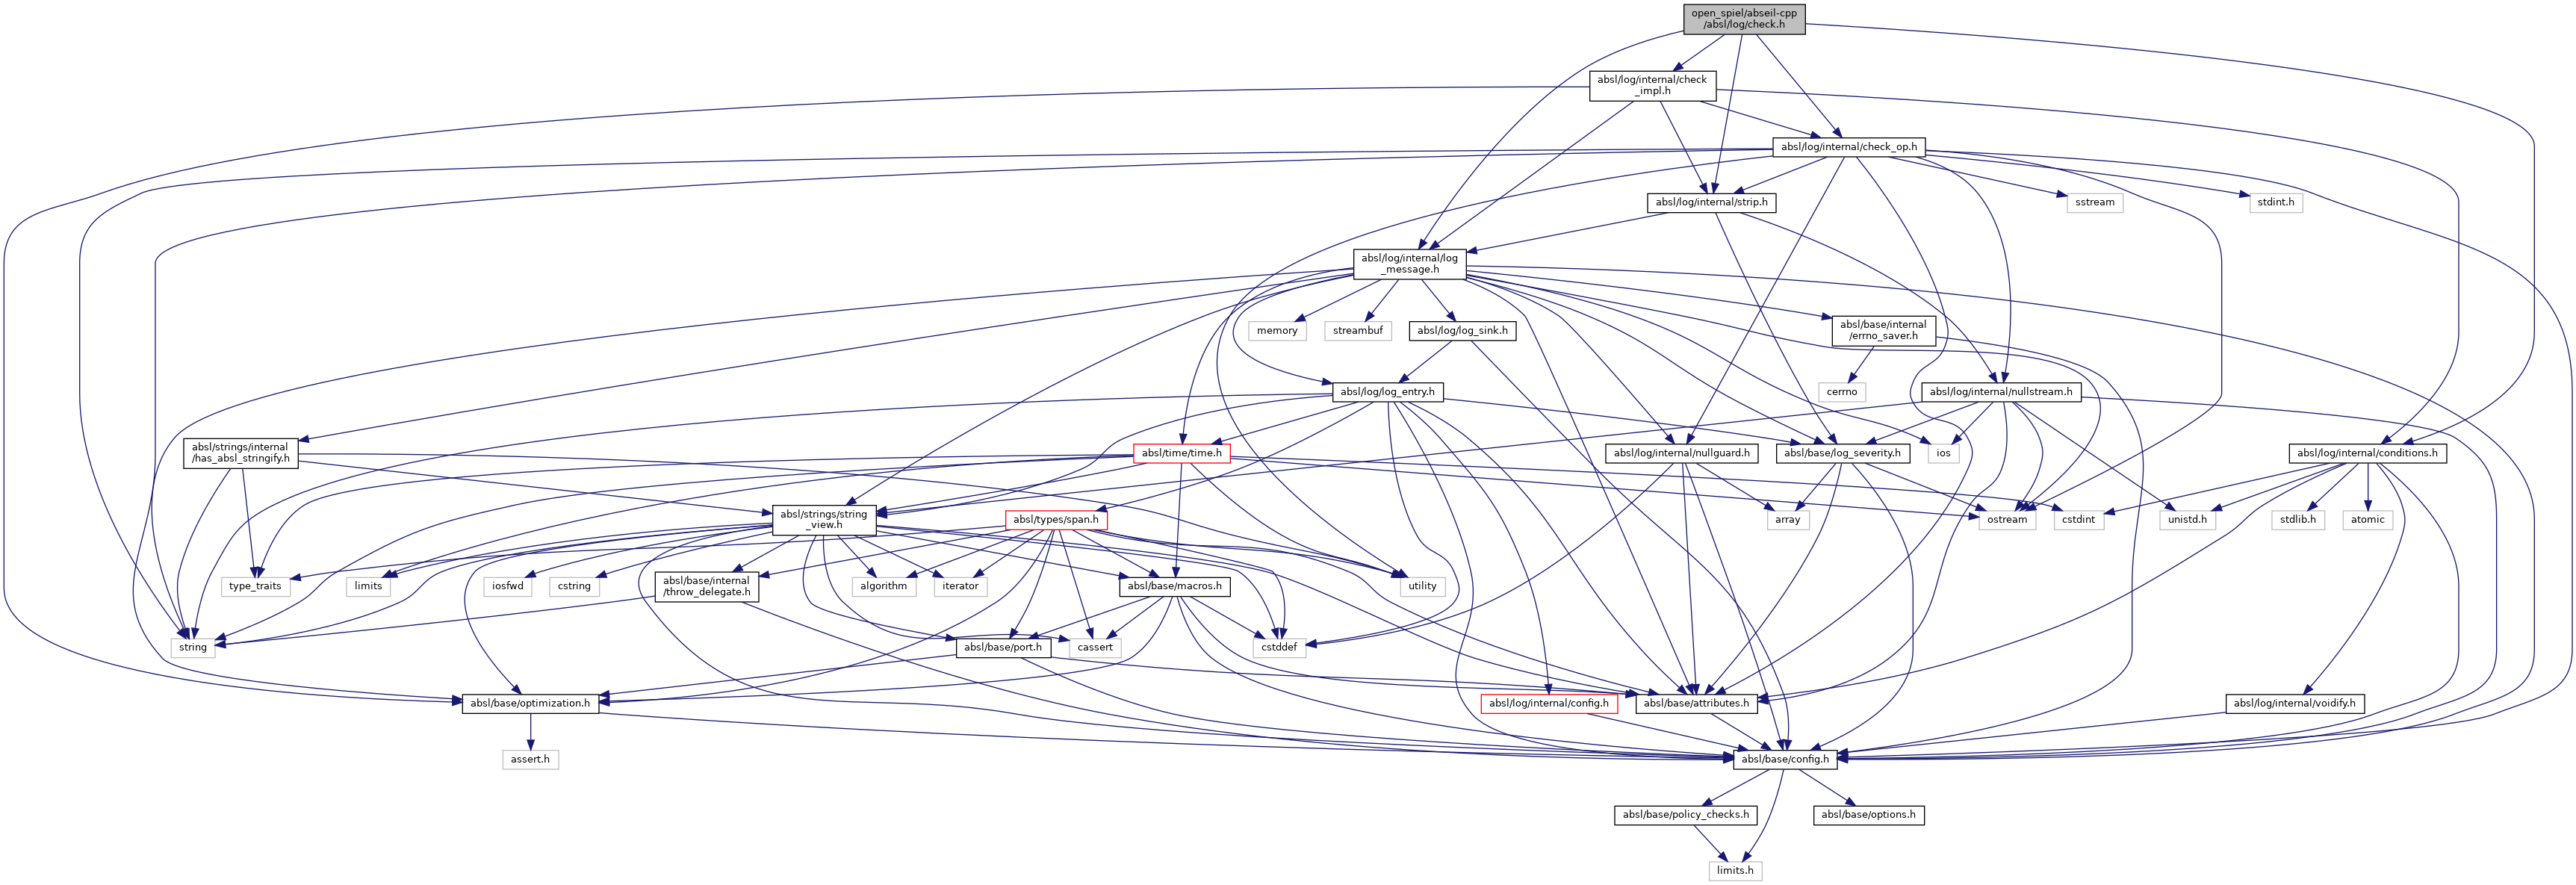 open_spiel/abseil-cpp
/absl/log/check.h
absl/log/internal/check
_impl.h
absl/log/internal/check_op.h
absl/log/internal/strip.h
sstream
stdint.h
absl/log/internal/log
_message.h
memory
streambuf
absl/log/log_sink.h
absl/base/internal
/errno_saver.h
absl/log/log_entry.h
cerrno
absl/log/internal/nullstream.h
absl/strings/internal
/has_absl_stringify.h
absl/time/time.h
absl/log/internal/nullguard.h
absl/base/log_severity.h
ios
absl/log/internal/conditions.h
absl/strings/string
_view.h
absl/types/span.h
array
ostream
cstdint
unistd.h
stdlib.h
atomic
type_traits
limits
iosfwd
cstring
absl/base/internal
/throw_delegate.h
algorithm
iterator
absl/base/macros.h
utility
string
absl/base/port.h
cassert
cstddef
absl/base/optimization.h
absl/log/internal/config.h
absl/base/attributes.h
absl/log/internal/voidify.h
assert.h
absl/base/config.h
absl/base/policy_checks.h
absl/base/options.h
limits.h